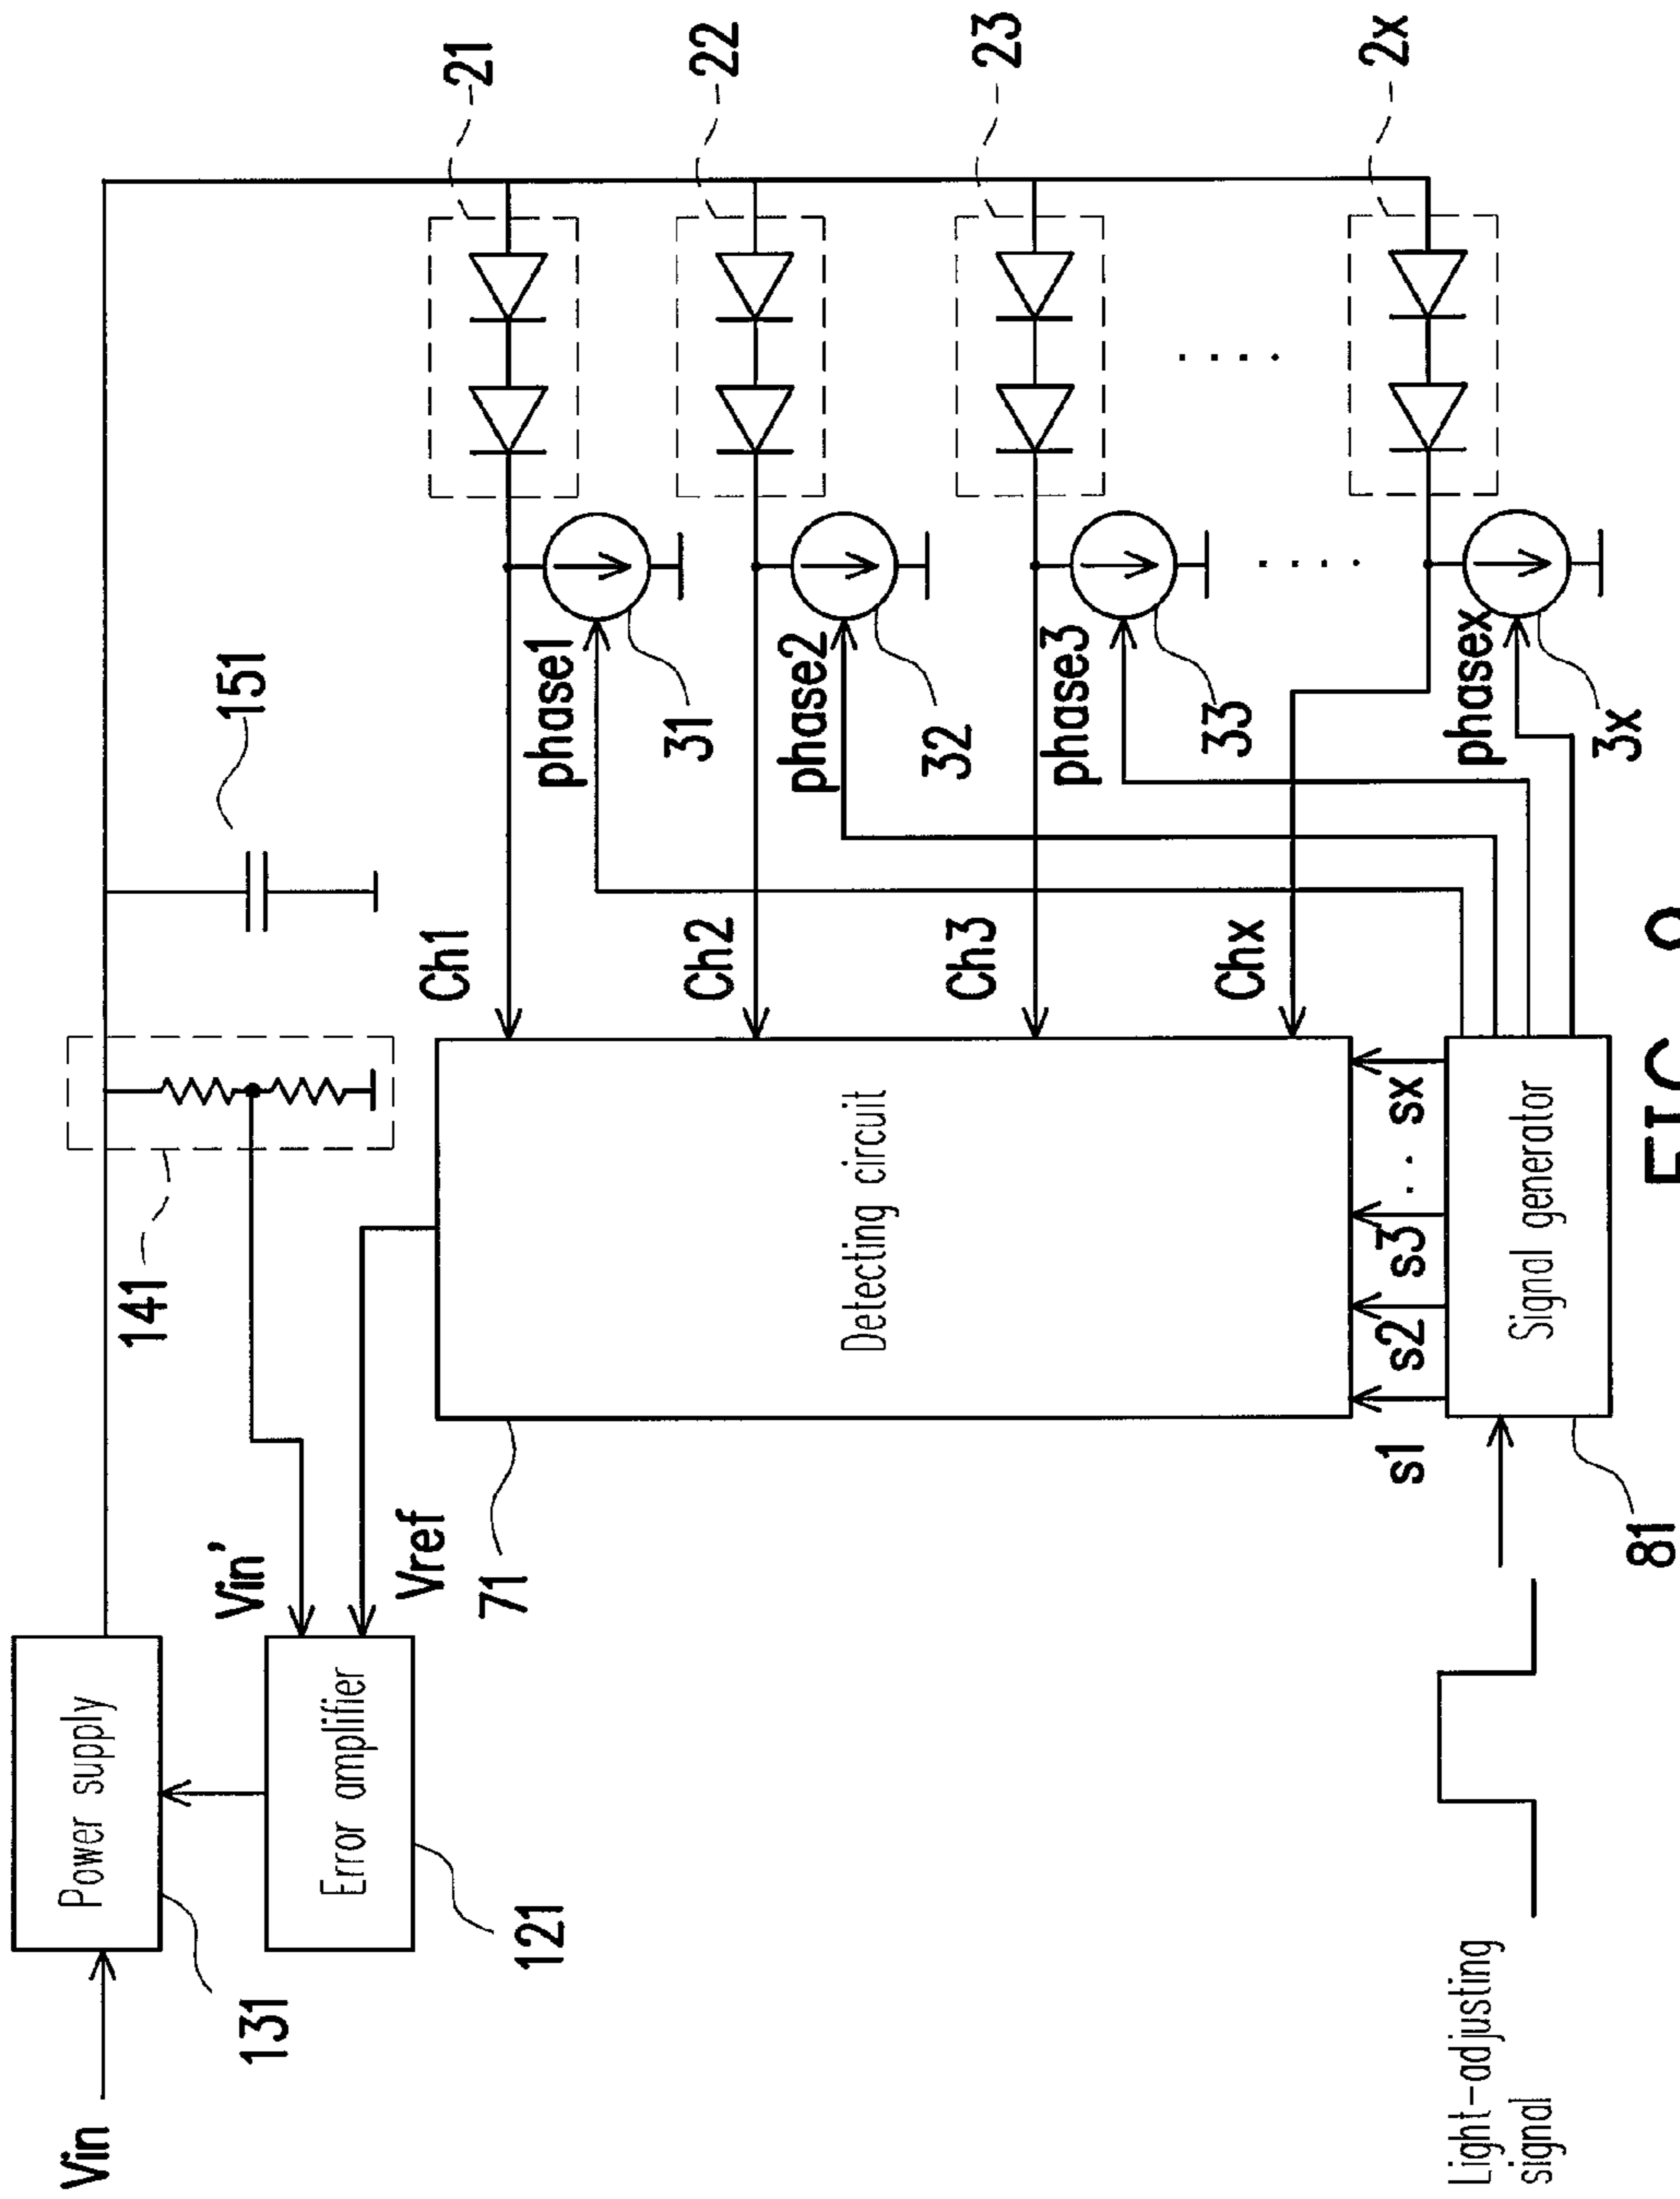 Vin
Power supply
131
Error amplifier
121
Vin'
Vref
141
151
21
22
23
2x
Ch1
Ch2
Ch3
Chx
phase1
31
phase2
32
phase3
33
phasex
3x
. . . .
. . . .
Detecting circuit
71
s1
s2
s3
. .
sx
Signal generator
81
Light-adjusting
signal